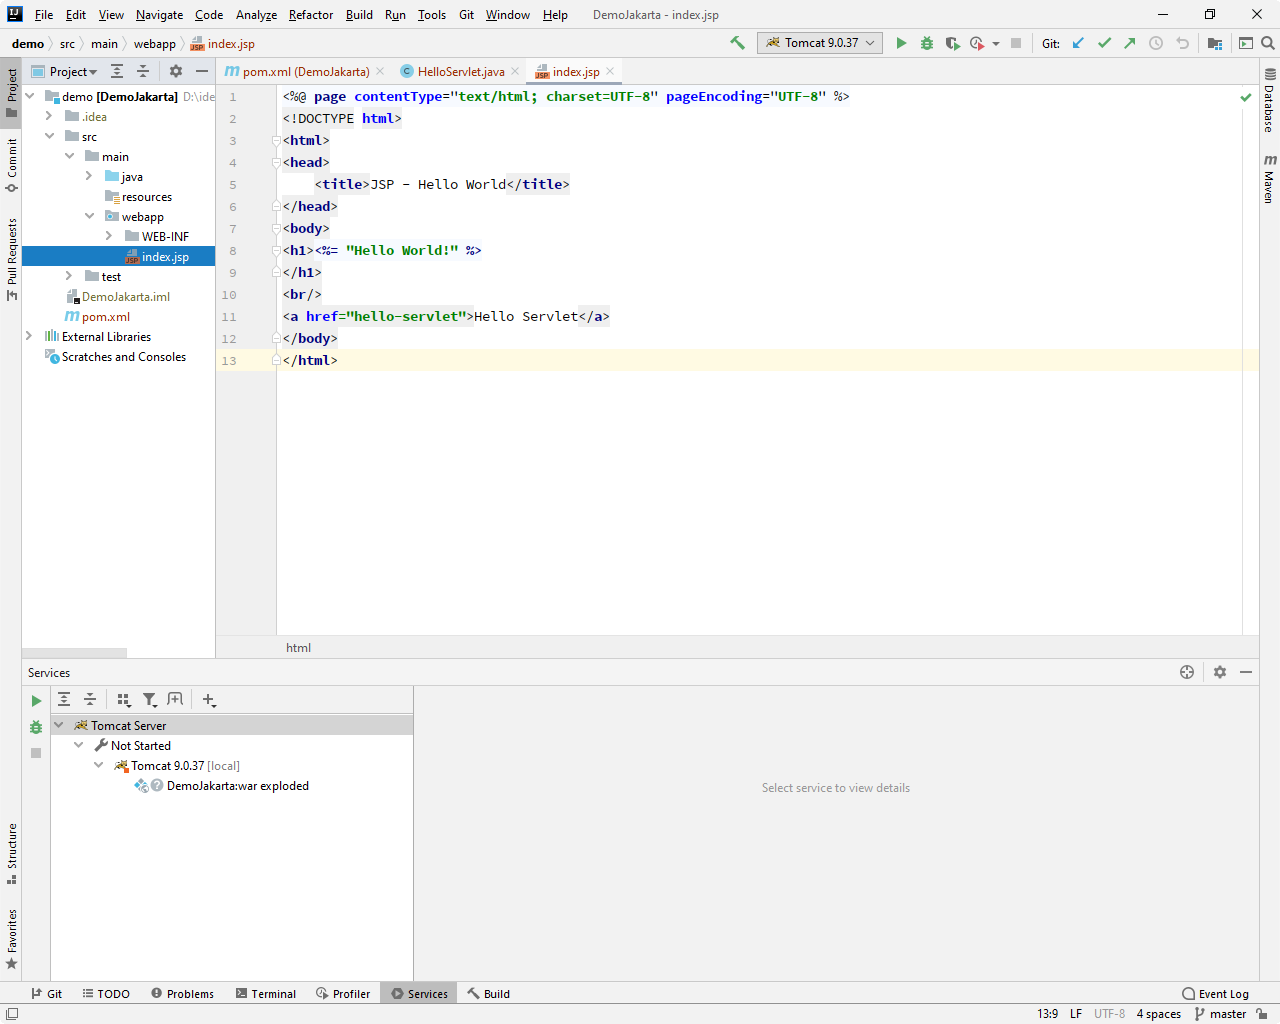 File Edit View Navigate Code Analyze Refactor Build Run Tools Git Window Help DemoJakarta - index.jsp
demo src main webapp index.jsp Tomcat 9.0.37 Git:
Project pom.xml (DemoJakarta) HelloServlet.java index.jsp
demo [DemoJakarta] D:\ide
.idea
src
main
java
resources
webapp
WEB-INF
index.jsp
test
DemoJakarta.iml
pom.xml
External Libraries
Scratches and Consoles
1 <%@ page contentType="text/html; charset=UTF-8" pageEncoding="UTF-8" %>
2 <!DOCTYPE html>
3 <html>
4 <head>
5 <title>JSP - Hello World</title>
6 </head>
7 <body>
8 <h1><%= "Hello World!" %>
9 </h1>
10 <br/>
11 <a href="hello-servlet">Hello Servlet</a>
12 </body>
13 </html>
html
Project
Commit
Pull Requests
Structure
Favorites
Database
Maven
Services
Tomcat Server
Not Started
Tomcat 9.0.37 [local]
DemoJakarta:war exploded
Select service to view details
Git TODO Problems Terminal Profiler Services Build Event Log
13:9 LF UTF-8 4 spaces master